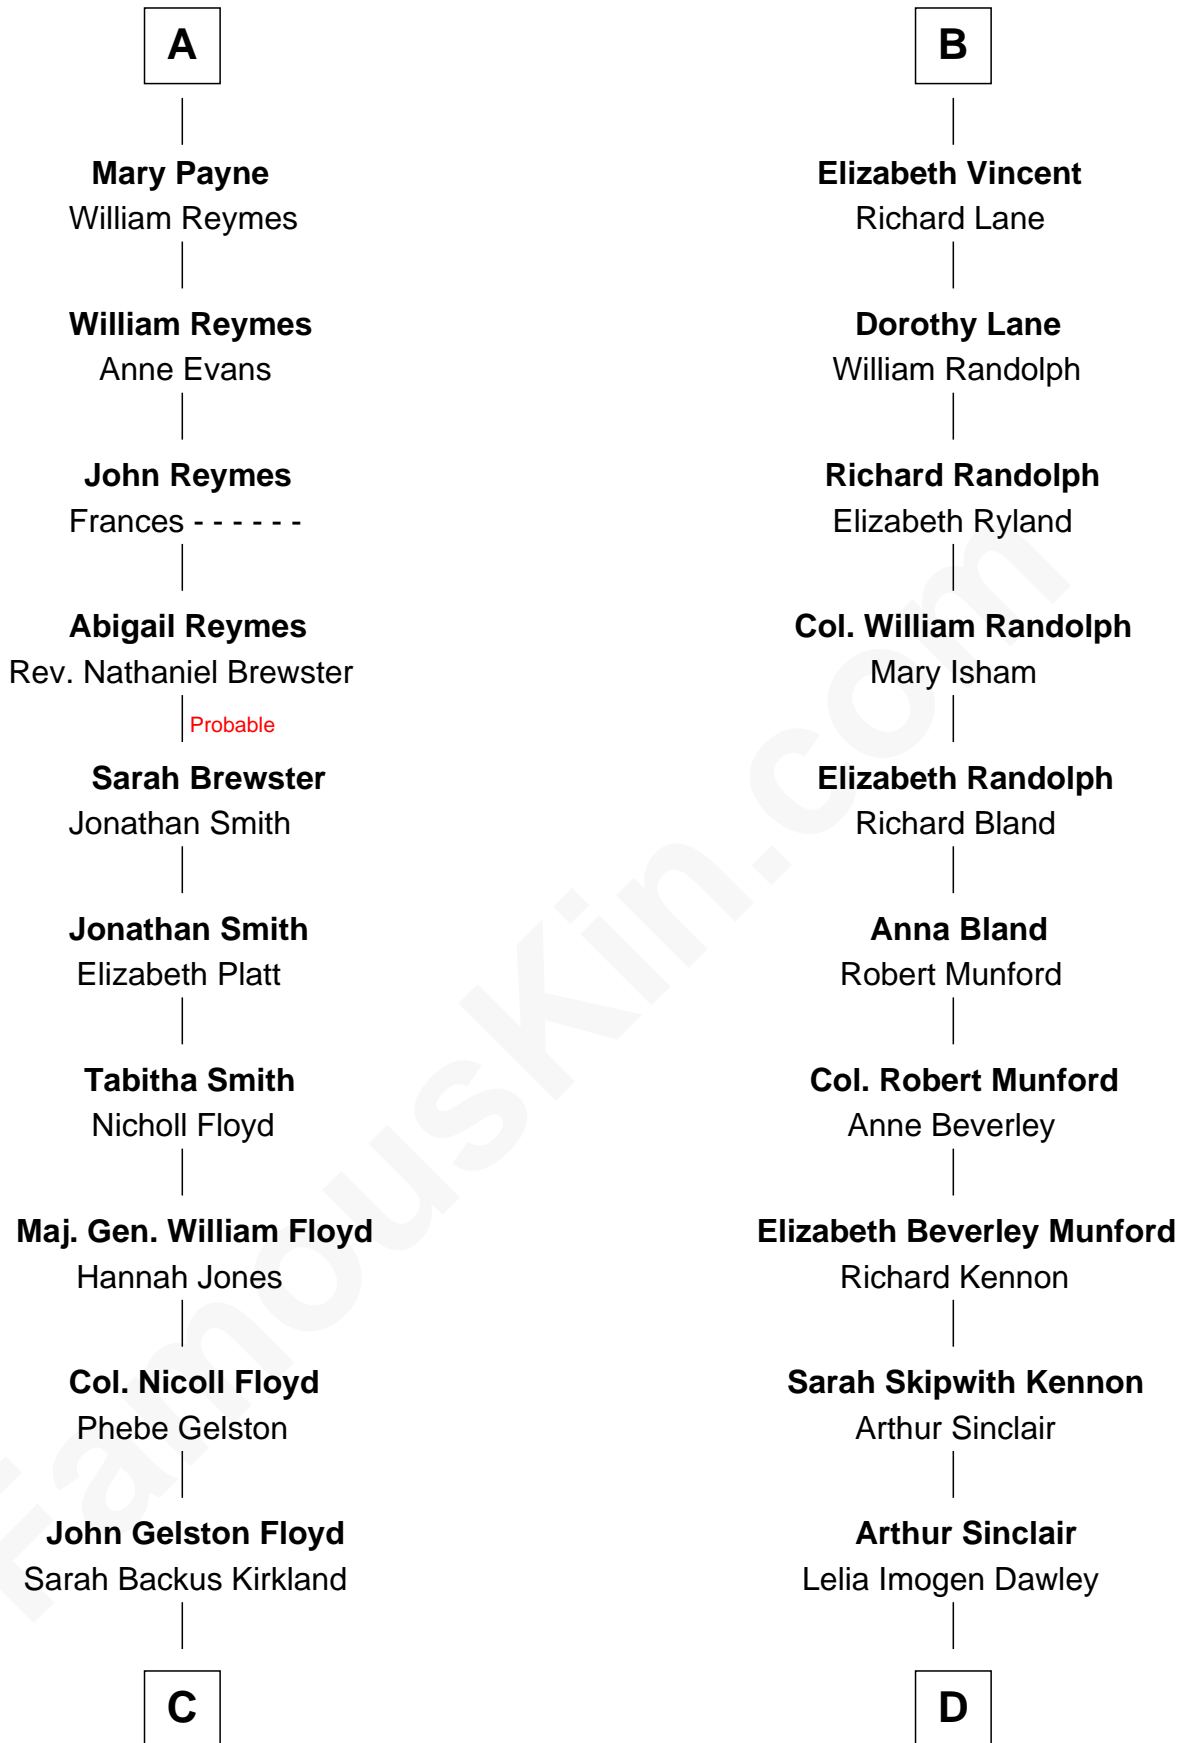 A
Mary Payne
William Reymes
William Reymes
Anne Evans
John Reymes
Frances - - - - - -
Abigail Reymes
Rev. Nathaniel Brewster
Probable
Sarah Brewster
Jonathan Smith
Jonathan Smith
Elizabeth Platt
Tabitha Smith
Nicholl Floyd
Maj. Gen. William Floyd
Hannah Jones
Col. Nicoll Floyd
Phebe Gelston
John Gelston Floyd
Sarah Backus Kirkland
C
B
Elizabeth Vincent
Richard Lane
Dorothy Lane
William Randolph
Richard Randolph
Elizabeth Ryland
Col. William Randolph
Mary Isham
Elizabeth Randolph
Richard Bland
Anna Bland
Robert Munford
Col. Robert Munford
Anne Beverley
Elizabeth Beverley Munford
Richard Kennon
Sarah Skipwith Kennon
Arthur Sinclair
Arthur Sinclair
Lelia Imogen Dawley
D
FamousKin.com